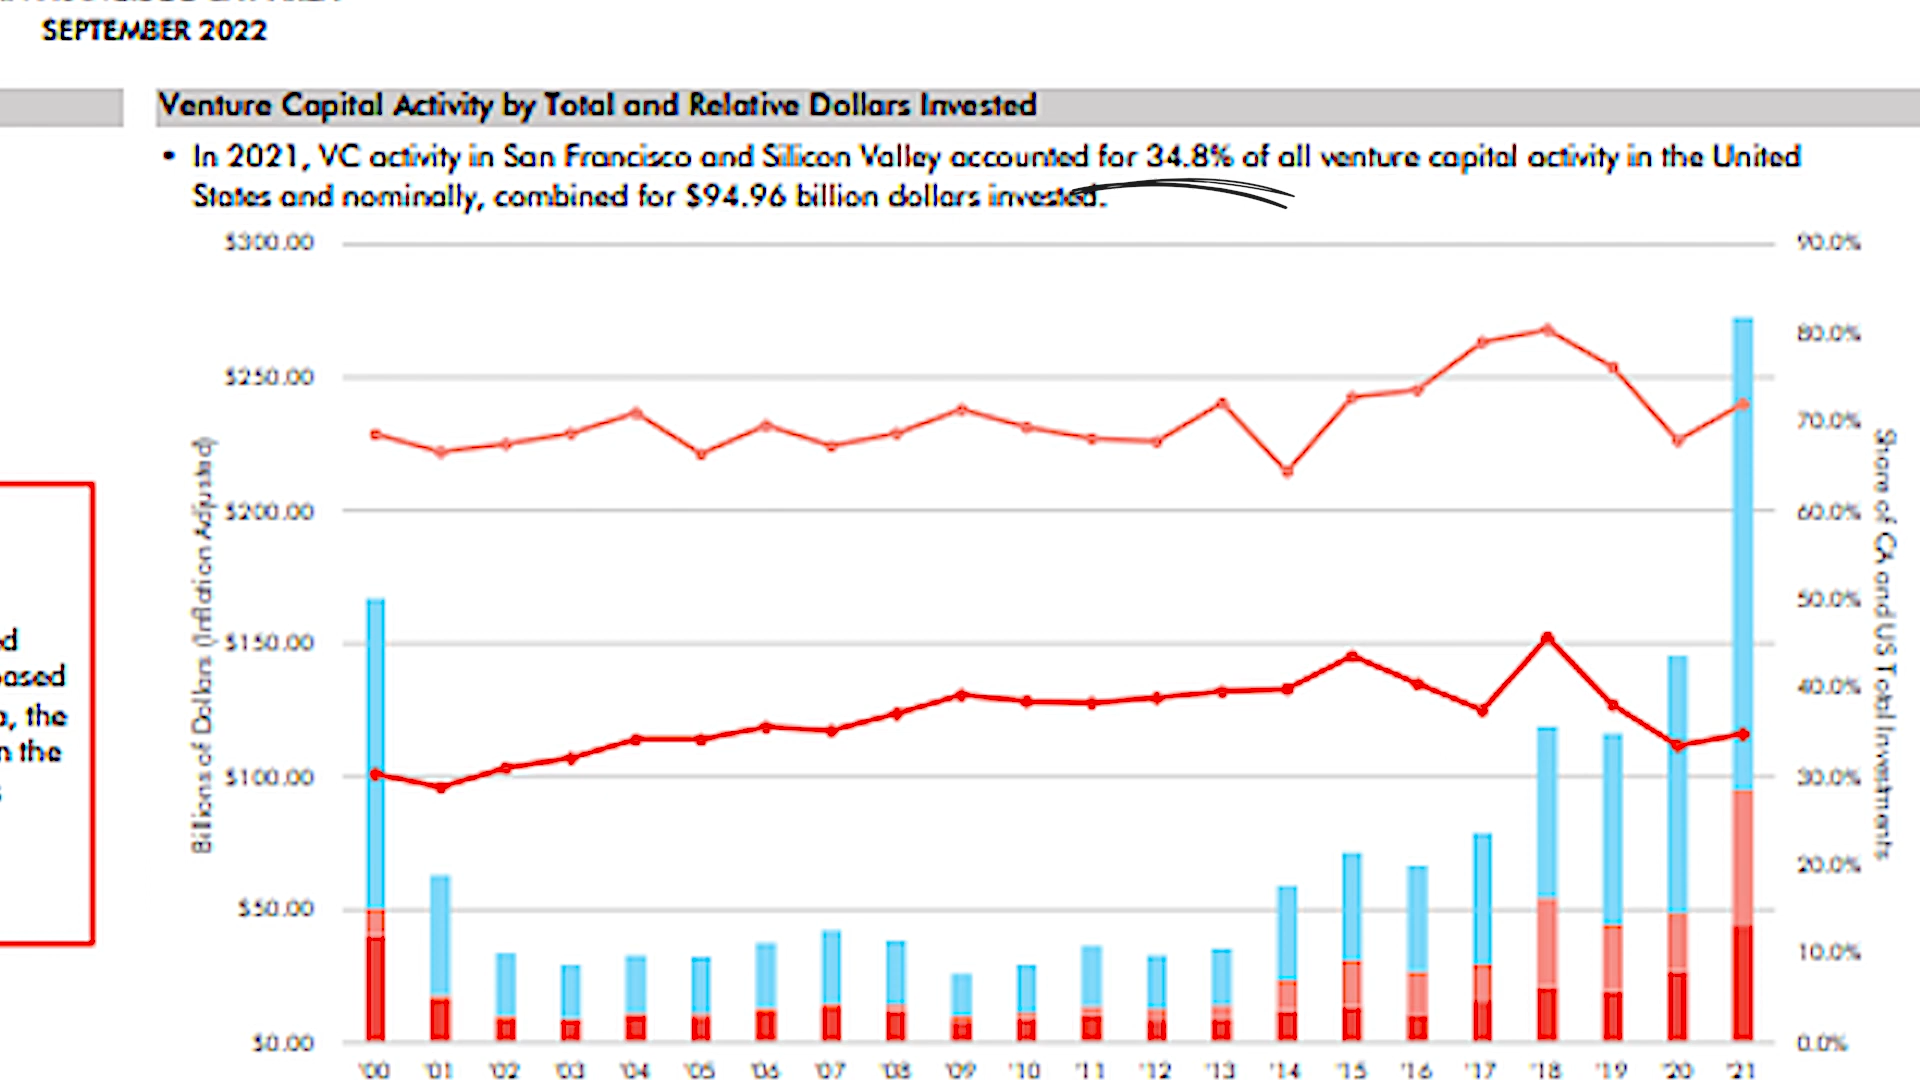 SEPTEMBER 2022
Venture Capital Activity by Total and Relative Dollars Invested
• In 2021, VC activity in San Francisco and Silicon Valley accounted for 34.8% of all venture capital activity in the United
States and nominally, combined for $94.96 billion dollars invested.
$300.00
$250.00
$200.00
$150.00
$100.00
$50.00
$0.00
Billions of Dollars (Inflation Adjusted)
90.0%
80.0%
70.0%
60.0%
50.0%
40.0%
30.0%
20.0%
10.0%
0.0%
Share of CA and US Total Investments
'00 '01 '02 '03 '04 '05 '06 '07 '08 '09 '10 '11 '12 '13 '14 '15 '16 '17 '18 '19 '20 '21
the
n the